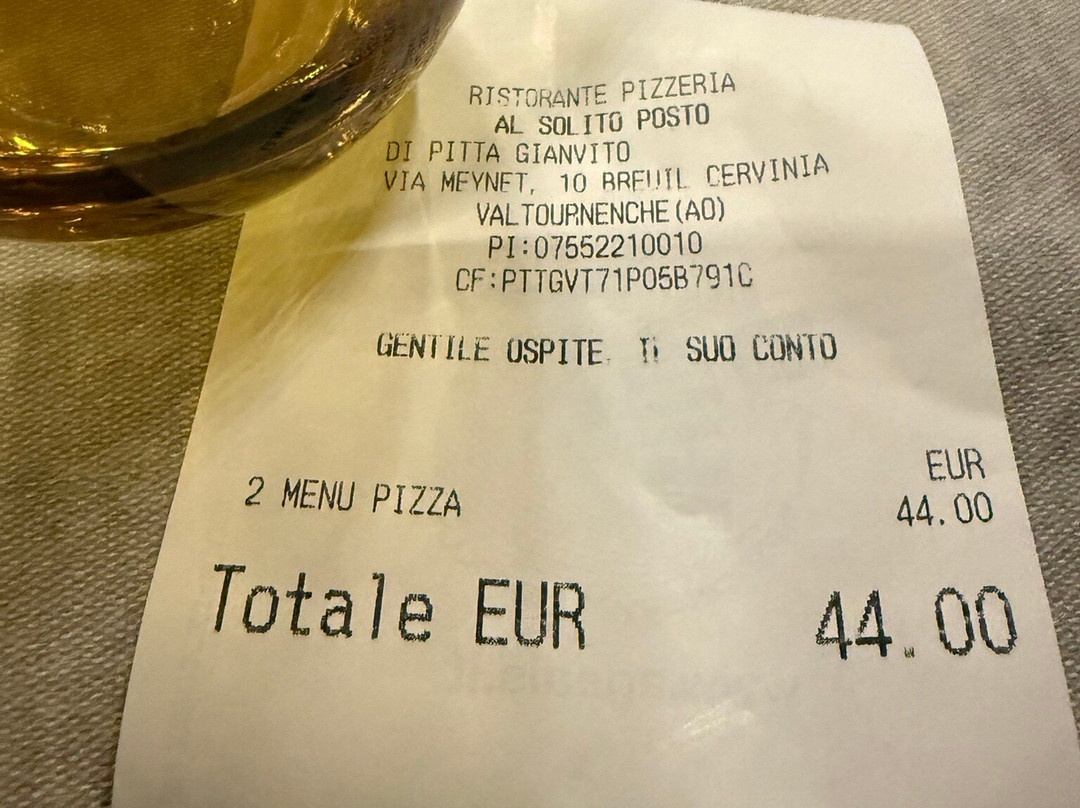 RISTORANTE PIZZERIA
AL SOLITO POSTO
DI PITTA GIANVITO
VIA MEYNET, 10 BREUIL CERVINIA
VALTOURNENCHE(AO)
PI:07552210010
CF:PTTGVT71P05B791C
GENTILE OSPITE IL SUO CONTO
EUR
2 MENU PIZZA 44.00
Totale EUR 44.00